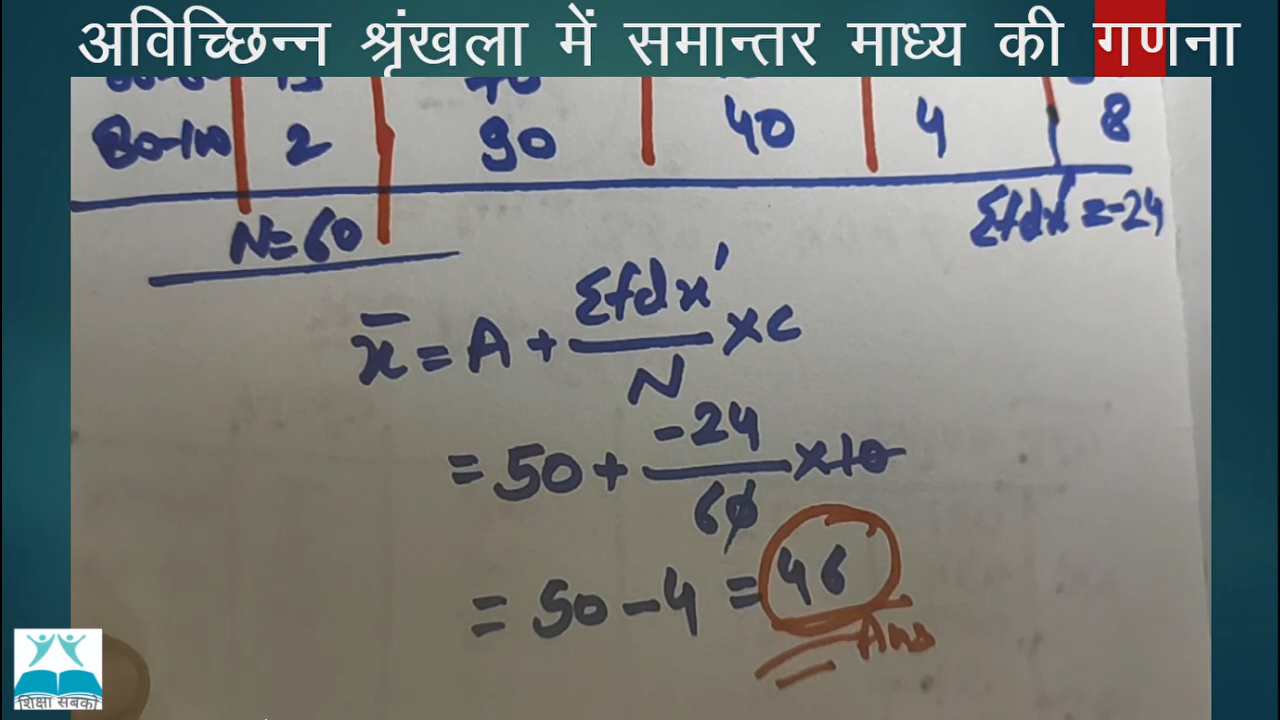 अविच्छिन्न श्रृंखला में समान्तर माध्य की गणना
80-100 2 90 40 4 8
N=60 Σfdx' = -24
x̄ = A + Σfdx' / N × C
= 50 + -24 / 60 × 10
= 50 - 4 = 46
Ans
शिक्षा सबको